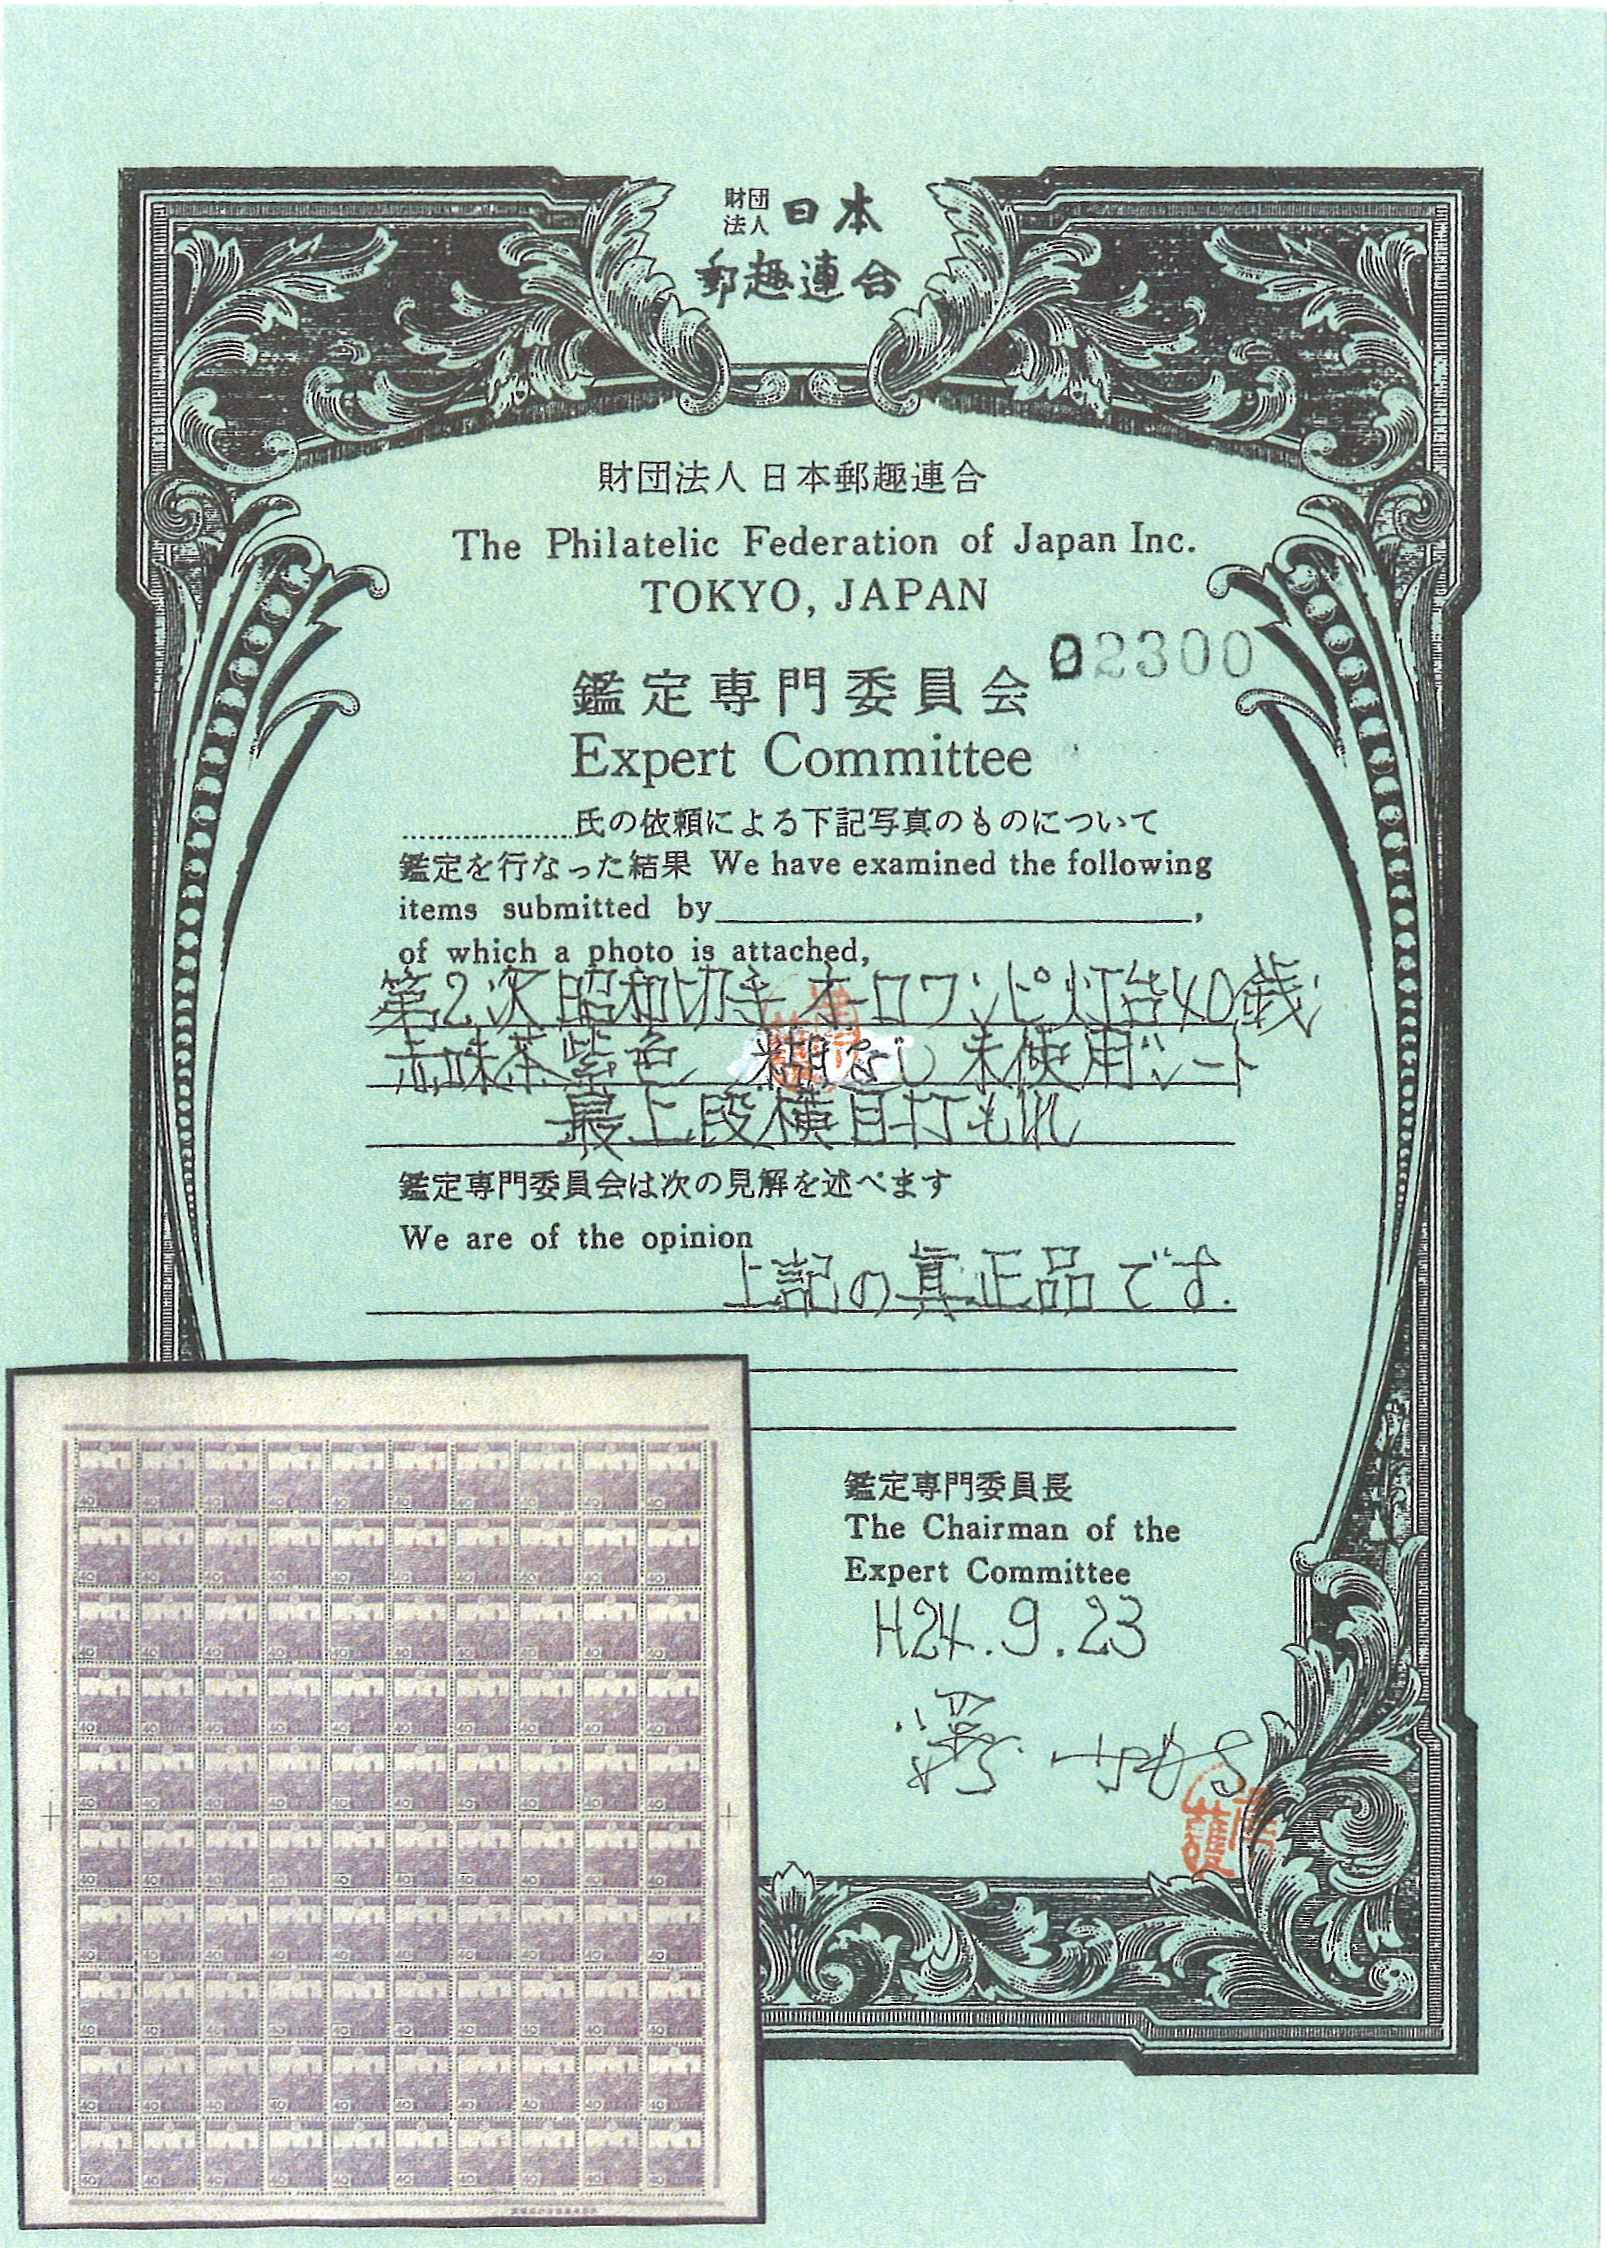 財団法人 日本
郵趣連合
財団法人 日本郵趣連合
The Philatelic Federation of Japan Inc.
TOKYO, JAPAN
02300
鑑定専門委員会
Expert Committee
氏の依頼による下記写真のものについて
鑑定を行なった結果 We have examined the following
items submitted by                    ,
of which a photo is attached,
第2次昭和切手 オーロワンピ灯台40銭
赤味茶紫色 糊なし 未使用シート
最上段横目打もれ
鑑定専門委員会は次の見解を述べます
We are of the opinion
上記の真正品です.
鑑定専門委員長
The Chairman of the
Expert Committee
H24.9.23